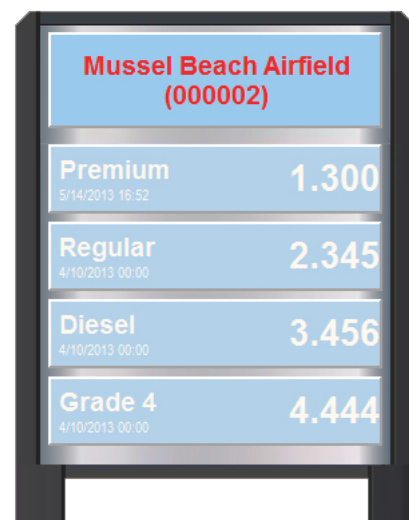 Mussel Beach Airfield
(000002)
Premium 1.300
5/14/2013 16:52
Regular 2.345
4/10/2013 00:00
Diesel 3.456
4/10/2013 00:00
Grade 4 4.444
4/10/2013 00:00